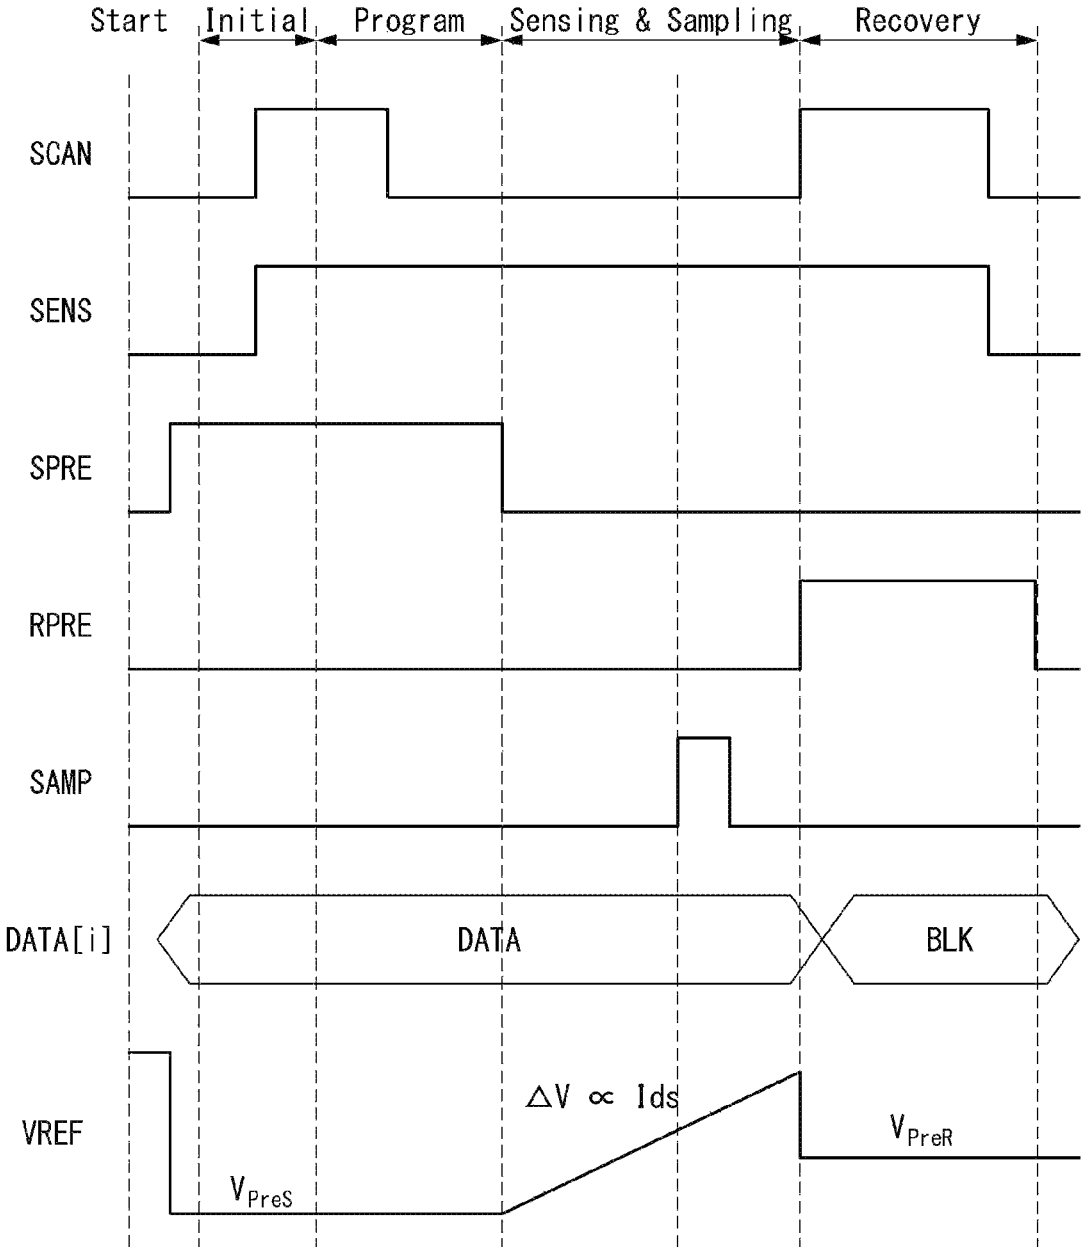 Start Initial Program Sensing & Sampling Recovery
SCAN
SENS
SPRE
RPRE
SAMP
DATA[i] DATA BLK
VREF VPreS △V ∝ Ids VPreR